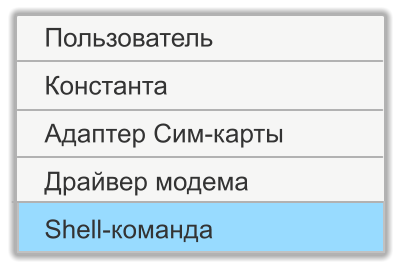 Пользователь
Константа
Адаптер Сим-карты
Драйвер модема
Shell-команда